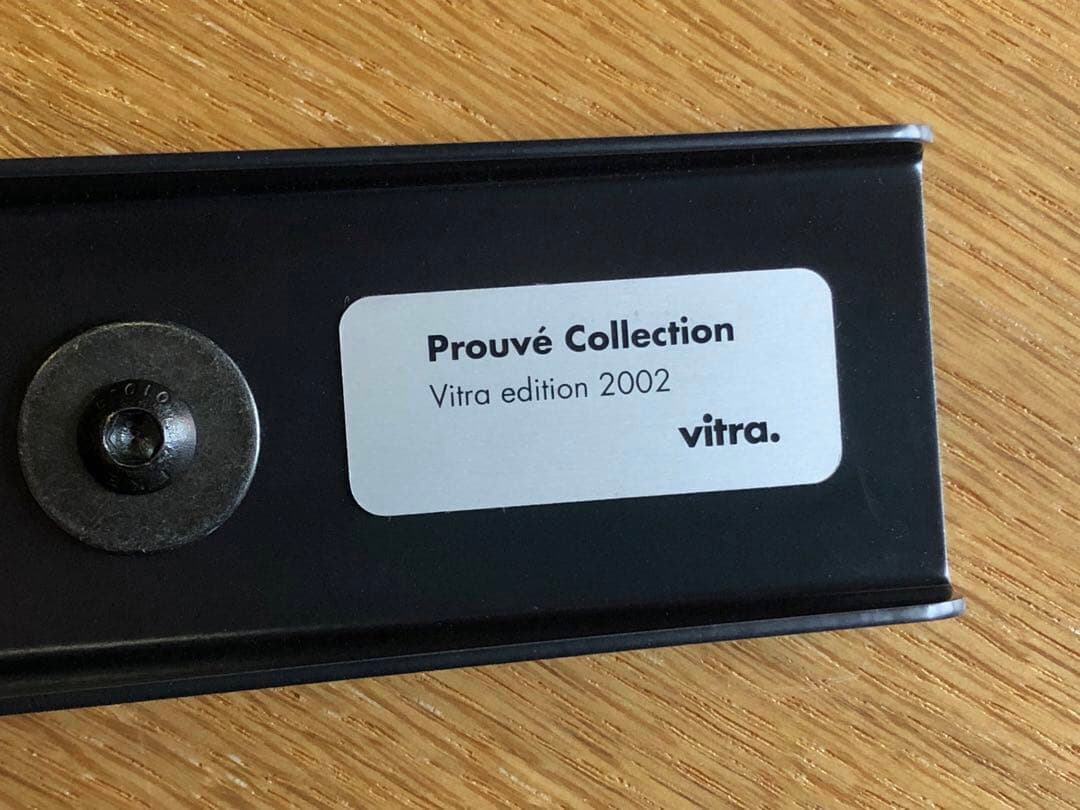 Prouvé Collection
Vitra edition 2002
vitra.